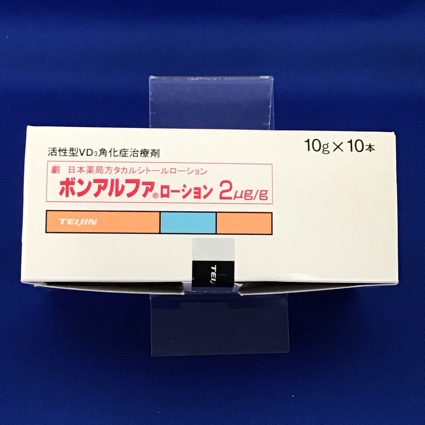 活性型VD₃角化症治療剤
10g×10本
劇 日本薬局方タカルシトールローション
ボンアルファ®ローション 2μg/g
TEIJIN
TEIJIN